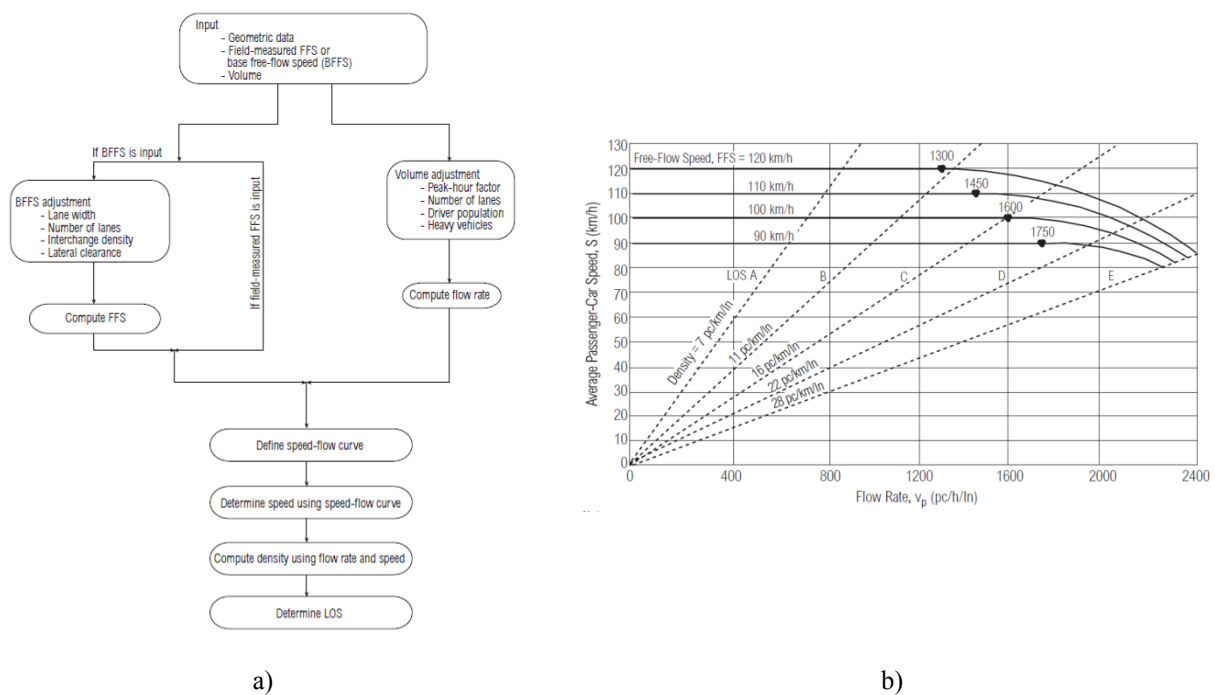 Input
- Geometric data
- Field-measured FFS or
base free-flow speed (BFFS)
- Volume
If BFFS is input
If field-measured FFS is input
BFFS adjustment
- Lane width
- Number of lanes
- Interchange density
- Lateral clearance
Volume adjustment
- Peak-hour factor
- Number of lanes
- Driver population
- Heavy vehicles
Compute FFS
Compute flow rate
Define speed-flow curve
Determine speed using speed-flow curve
Compute density using flow rate and speed
Determine LOS
a)
Average Passenger-Car Speed, S (km/h)
130
120
110
100
90
80
70
60
50
40
30
20
10
0
Free-Flow Speed, FFS = 120 km/h
110 km/h
100 km/h
90 km/h
1300
1450
1600
1750
LOS A
B
C
D
E
Density = 7 pc/km/ln
11 pc/km/ln
16 pc/km/ln
22 pc/km/ln
28 pc/km/ln
0
400
800
1200
1600
2000
2400
Flow Rate, vp (pc/h/ln)
b)